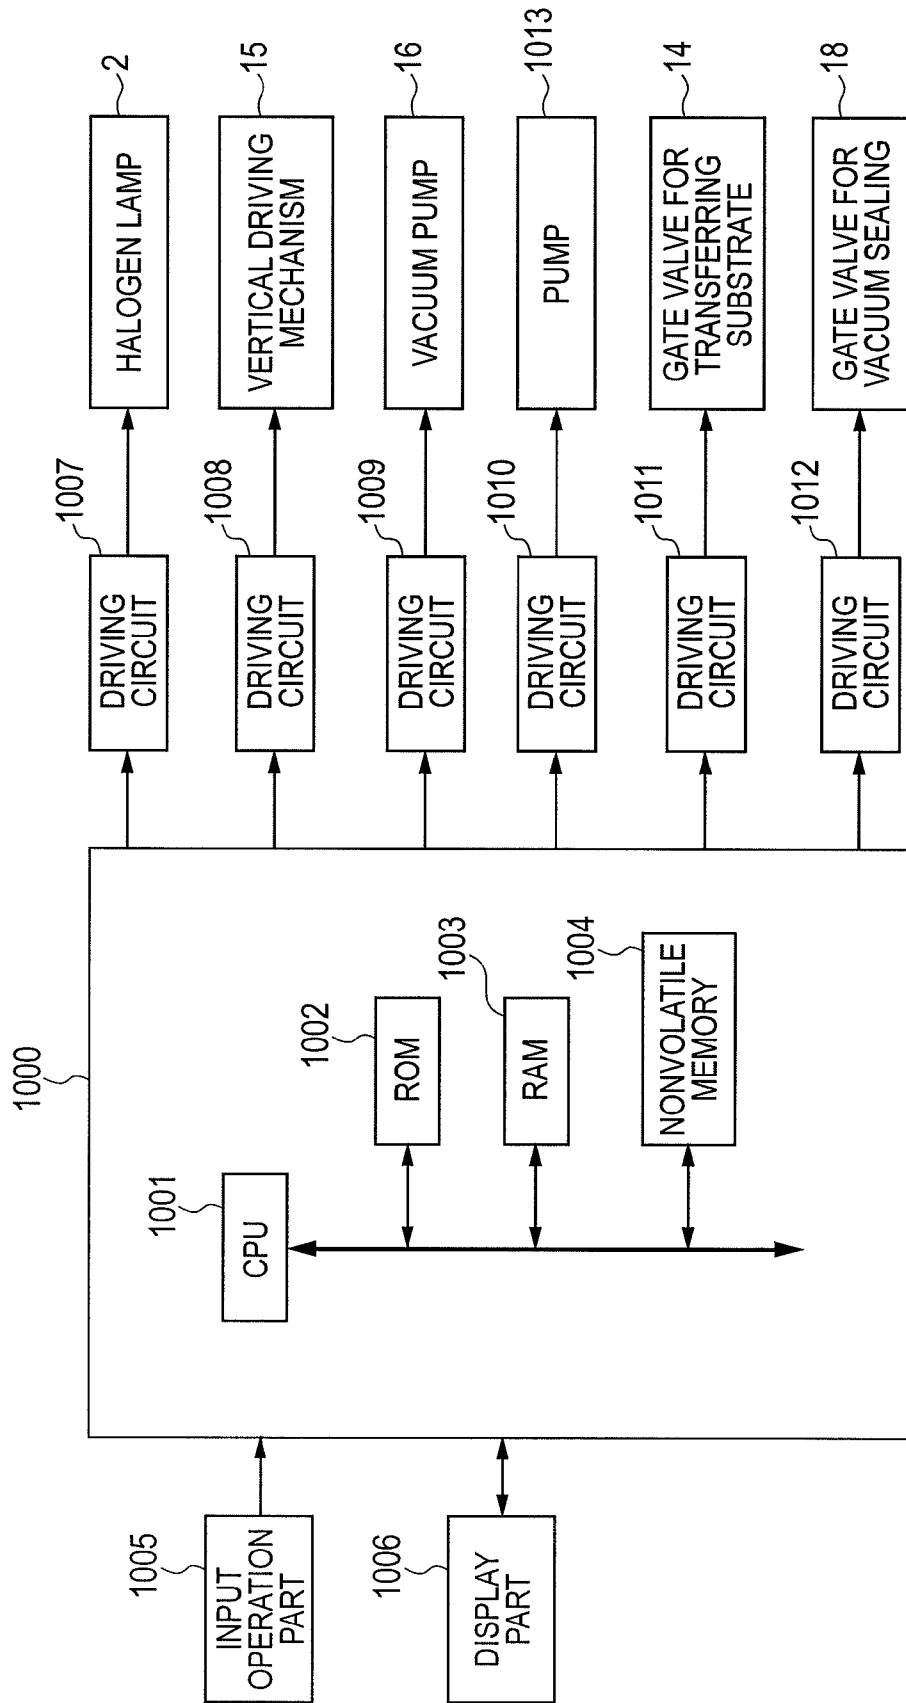 1000
1001
CPU
1002
ROM
1003
RAM
1004
NONVOLATILE
MEMORY
1005
INPUT
OPERATION
PART
1006
DISPLAY
PART
1007
DRIVING
CIRCUIT
HALOGEN LAMP
2
1008
DRIVING
CIRCUIT
VERTICAL DRIVING
MECHANISM
15
1009
DRIVING
CIRCUIT
VACUUM PUMP
16
1010
DRIVING
CIRCUIT
PUMP
1013
1011
DRIVING
CIRCUIT
GATE VALVE FOR
TRANSFERRING
SUBSTRATE
14
1012
DRIVING
CIRCUIT
GATE VALVE FOR
VACUUM SEALING
18